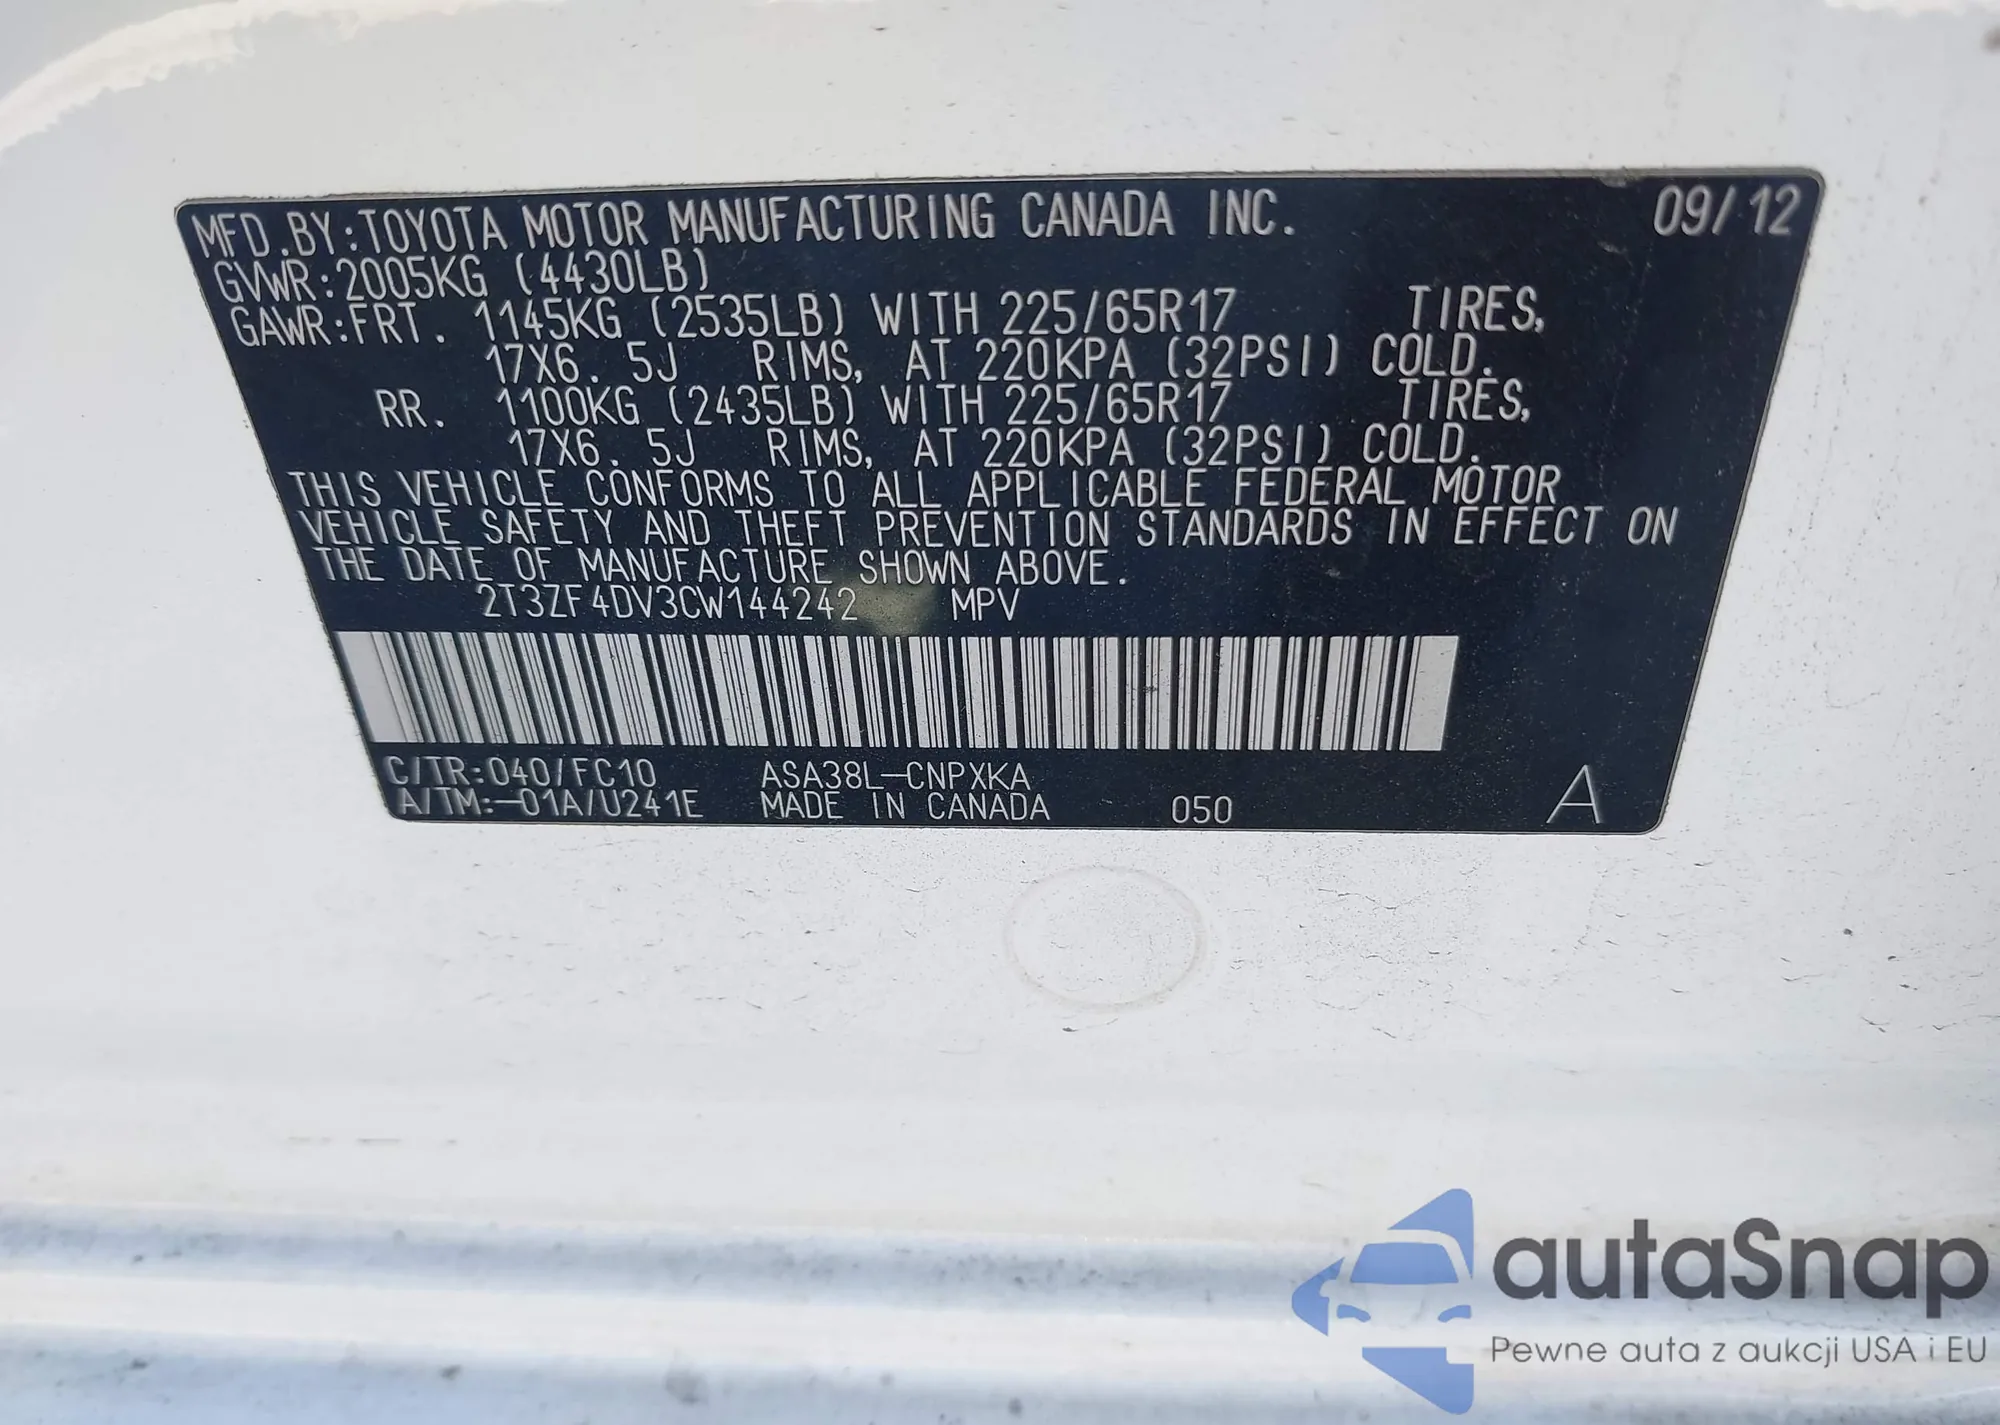 MFD.BY:TOYOTA MOTOR MANUFACTURING CANADA INC. 09/12
GVWR:2005KG (4430LB)
GAWR:FRT. 1145KG (2535LB) WITH 225/65R17 TIRES,
17X6.5J RIMS, AT 220KPA (32PSI) COLD.
RR. 1100KG (2435LB) WITH 225/65R17 TIRES,
17X6.5J RIMS, AT 220KPA (32PSI) COLD.
THIS VEHICLE CONFORMS TO ALL APPLICABLE FEDERAL MOTOR
VEHICLE SAFETY AND THEFT PREVENTION STANDARDS IN EFFECT ON
THE DATE OF MANUFACTURE SHOWN ABOVE.
2T3ZF4DV3CW144242 MPV
C/TR:040/FC10 ASA38L-CNPXKA
A/TM:-01A/U241E MADE IN CANADA 050 A
autaSnap
Pewne auta z aukcji USA i EU